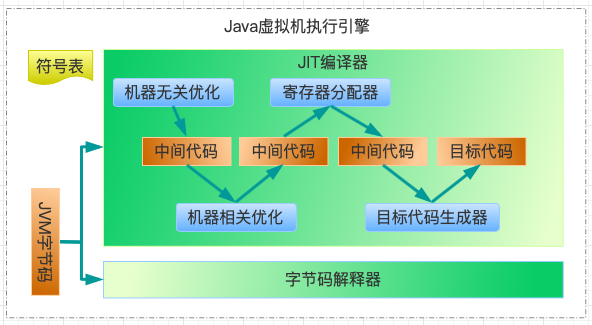 Java虚拟机执行引擎
符号表
JIT编译器
机器无关优化
寄存器分配器
中间代码
中间代码
中间代码
目标代码
机器相关优化
目标代码生成器
JVM字节码
字节码解释器